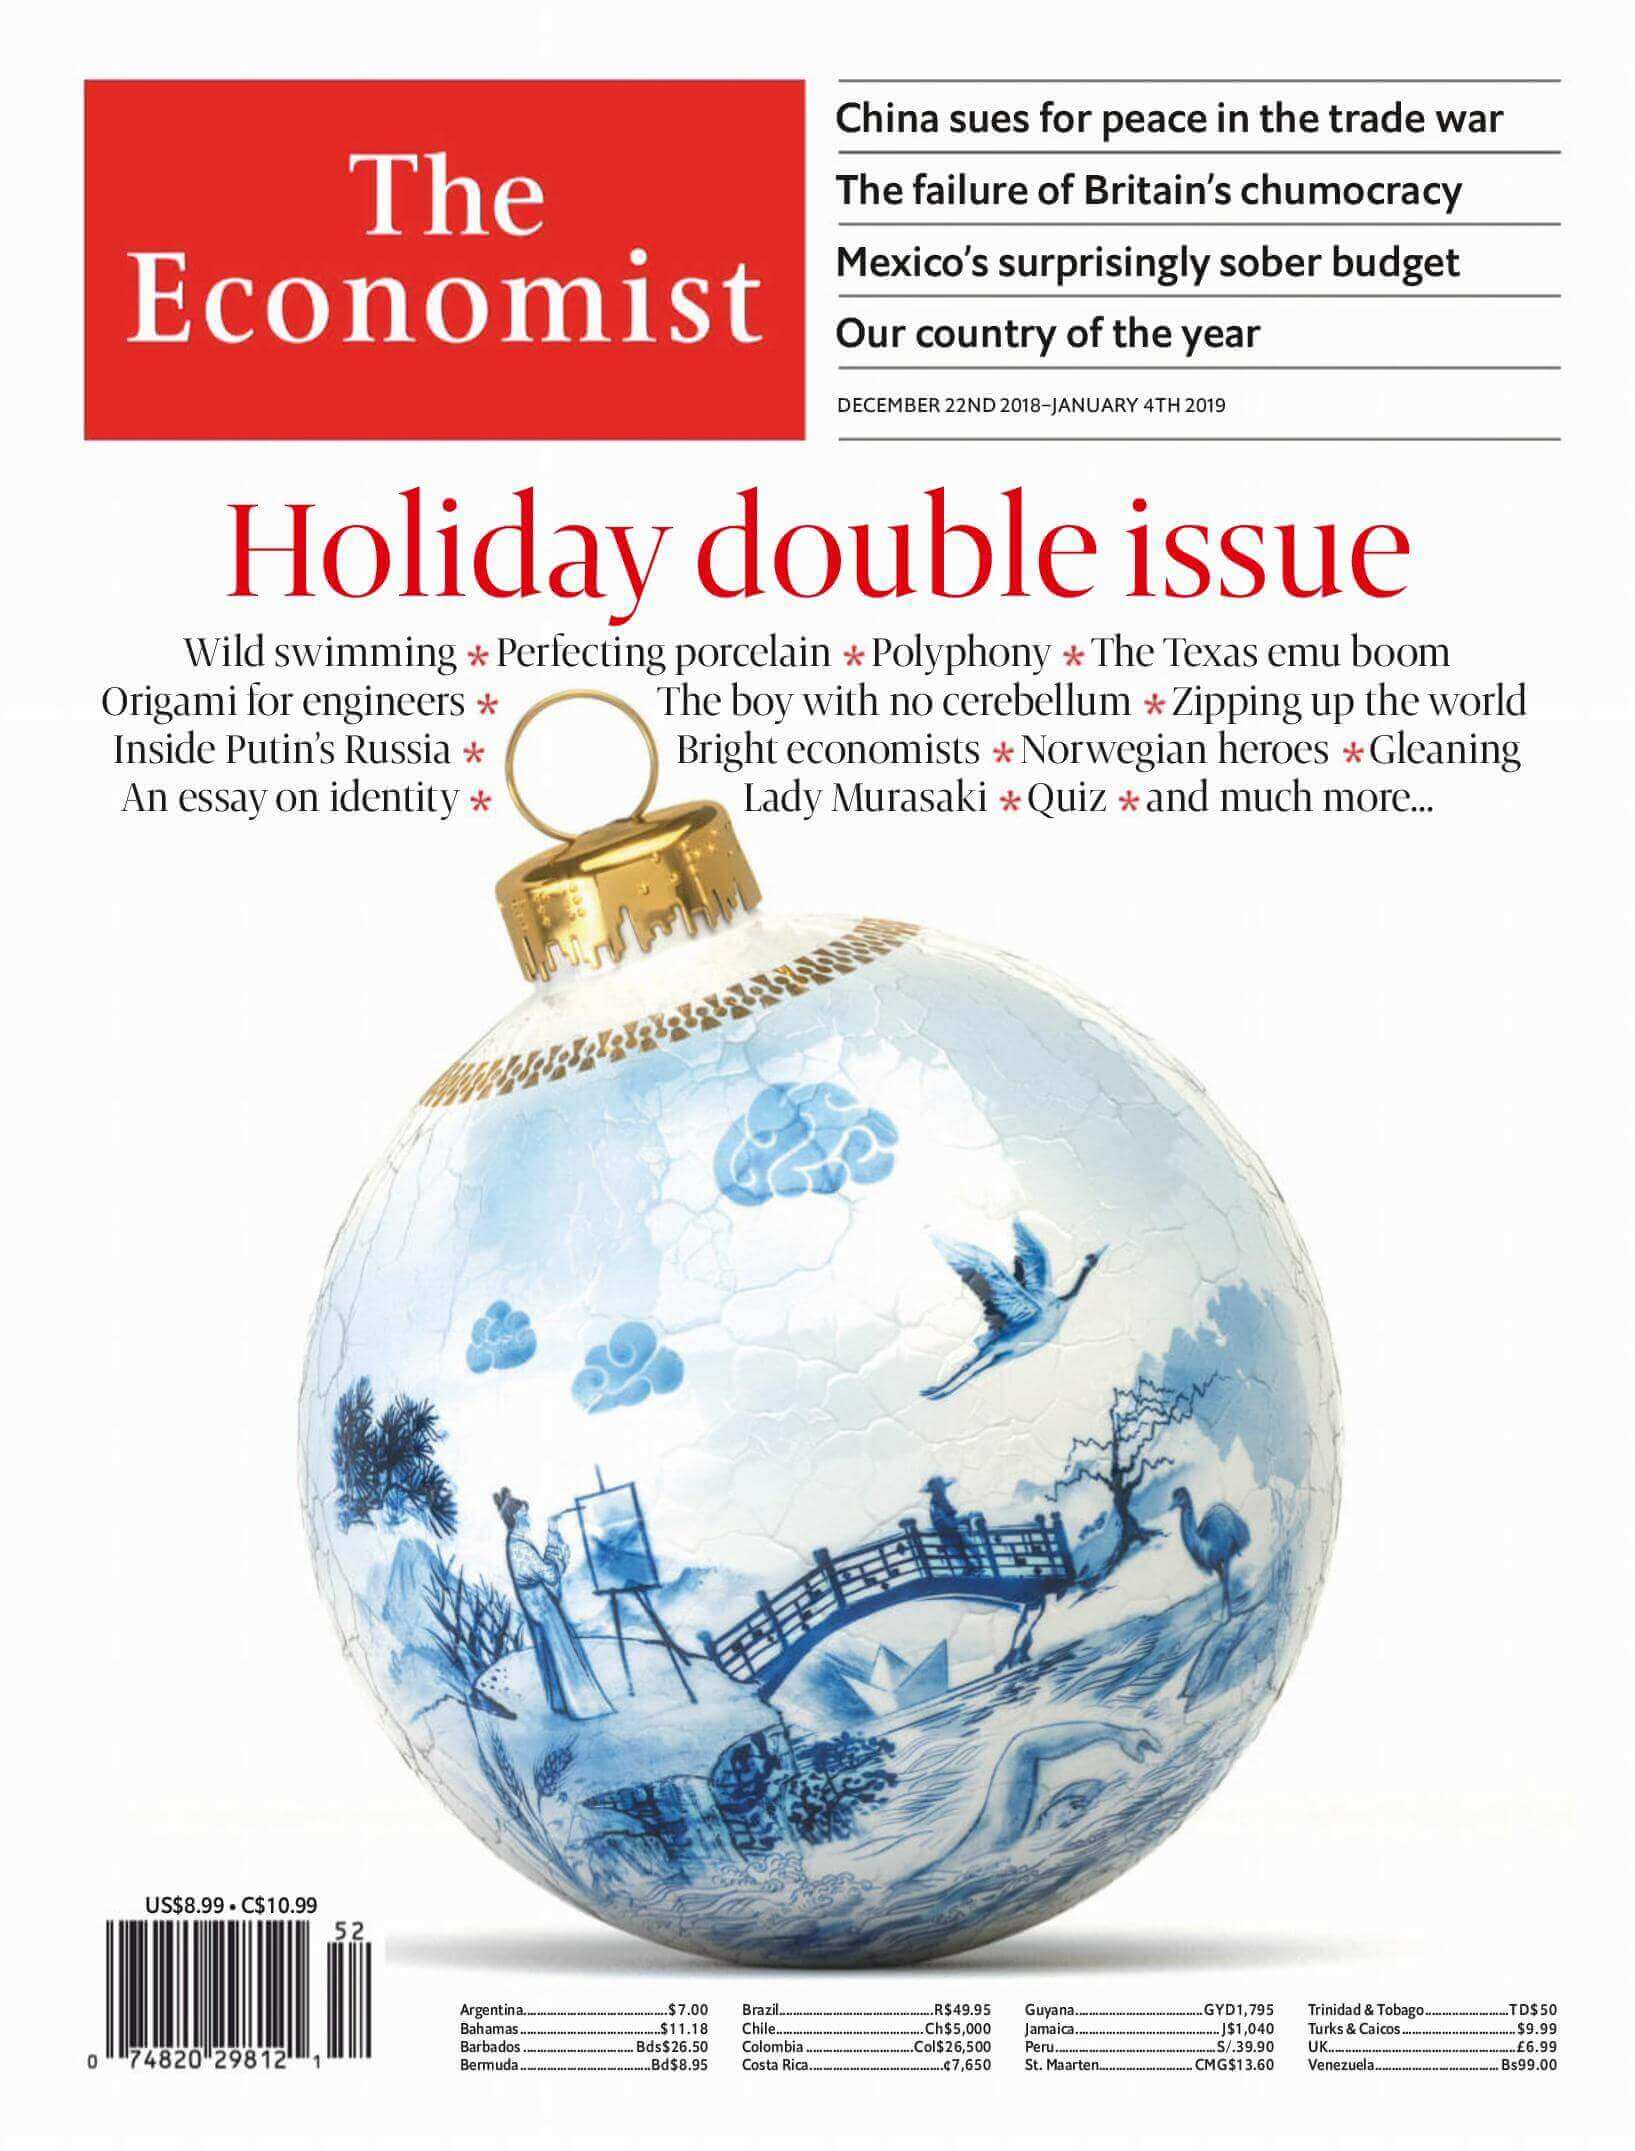 The
Economist
China sues for peace in the trade war
The failure of Britain's chumocracy
Mexico's surprisingly sober budget
Our country of the year
DECEMBER 22ND 2018–JANUARY 4TH 2019
Holiday double issue
Wild swimming * Perfecting porcelain * Polyphony * The Texas emu boom
Origami for engineers * The boy with no cerebellum * Zipping up the world
Inside Putin's Russia * Bright economists * Norwegian heroes * Gleaning
An essay on identity * Lady Murasaki * Quiz * and much more...
US$8.99 • C$10.99
52
0 74820 29812 1
Argentina...$7.00
Bahamas...$11.18
Barbados...Bds$26.50
Bermuda...Bd$8.95
Brazil...R$49.95
Chile...Ch$5,000
Colombia...Col$26,500
Costa Rica...¢7,650
Guyana...GYD1,795
Jamaica...J$1,040
Peru...S/.39.90
St. Maarten...CMG$13.60
Trinidad & Tobago...TD$50
Turks & Caicos...$9.99
UK...£6.99
Venezuela...Bs99.00